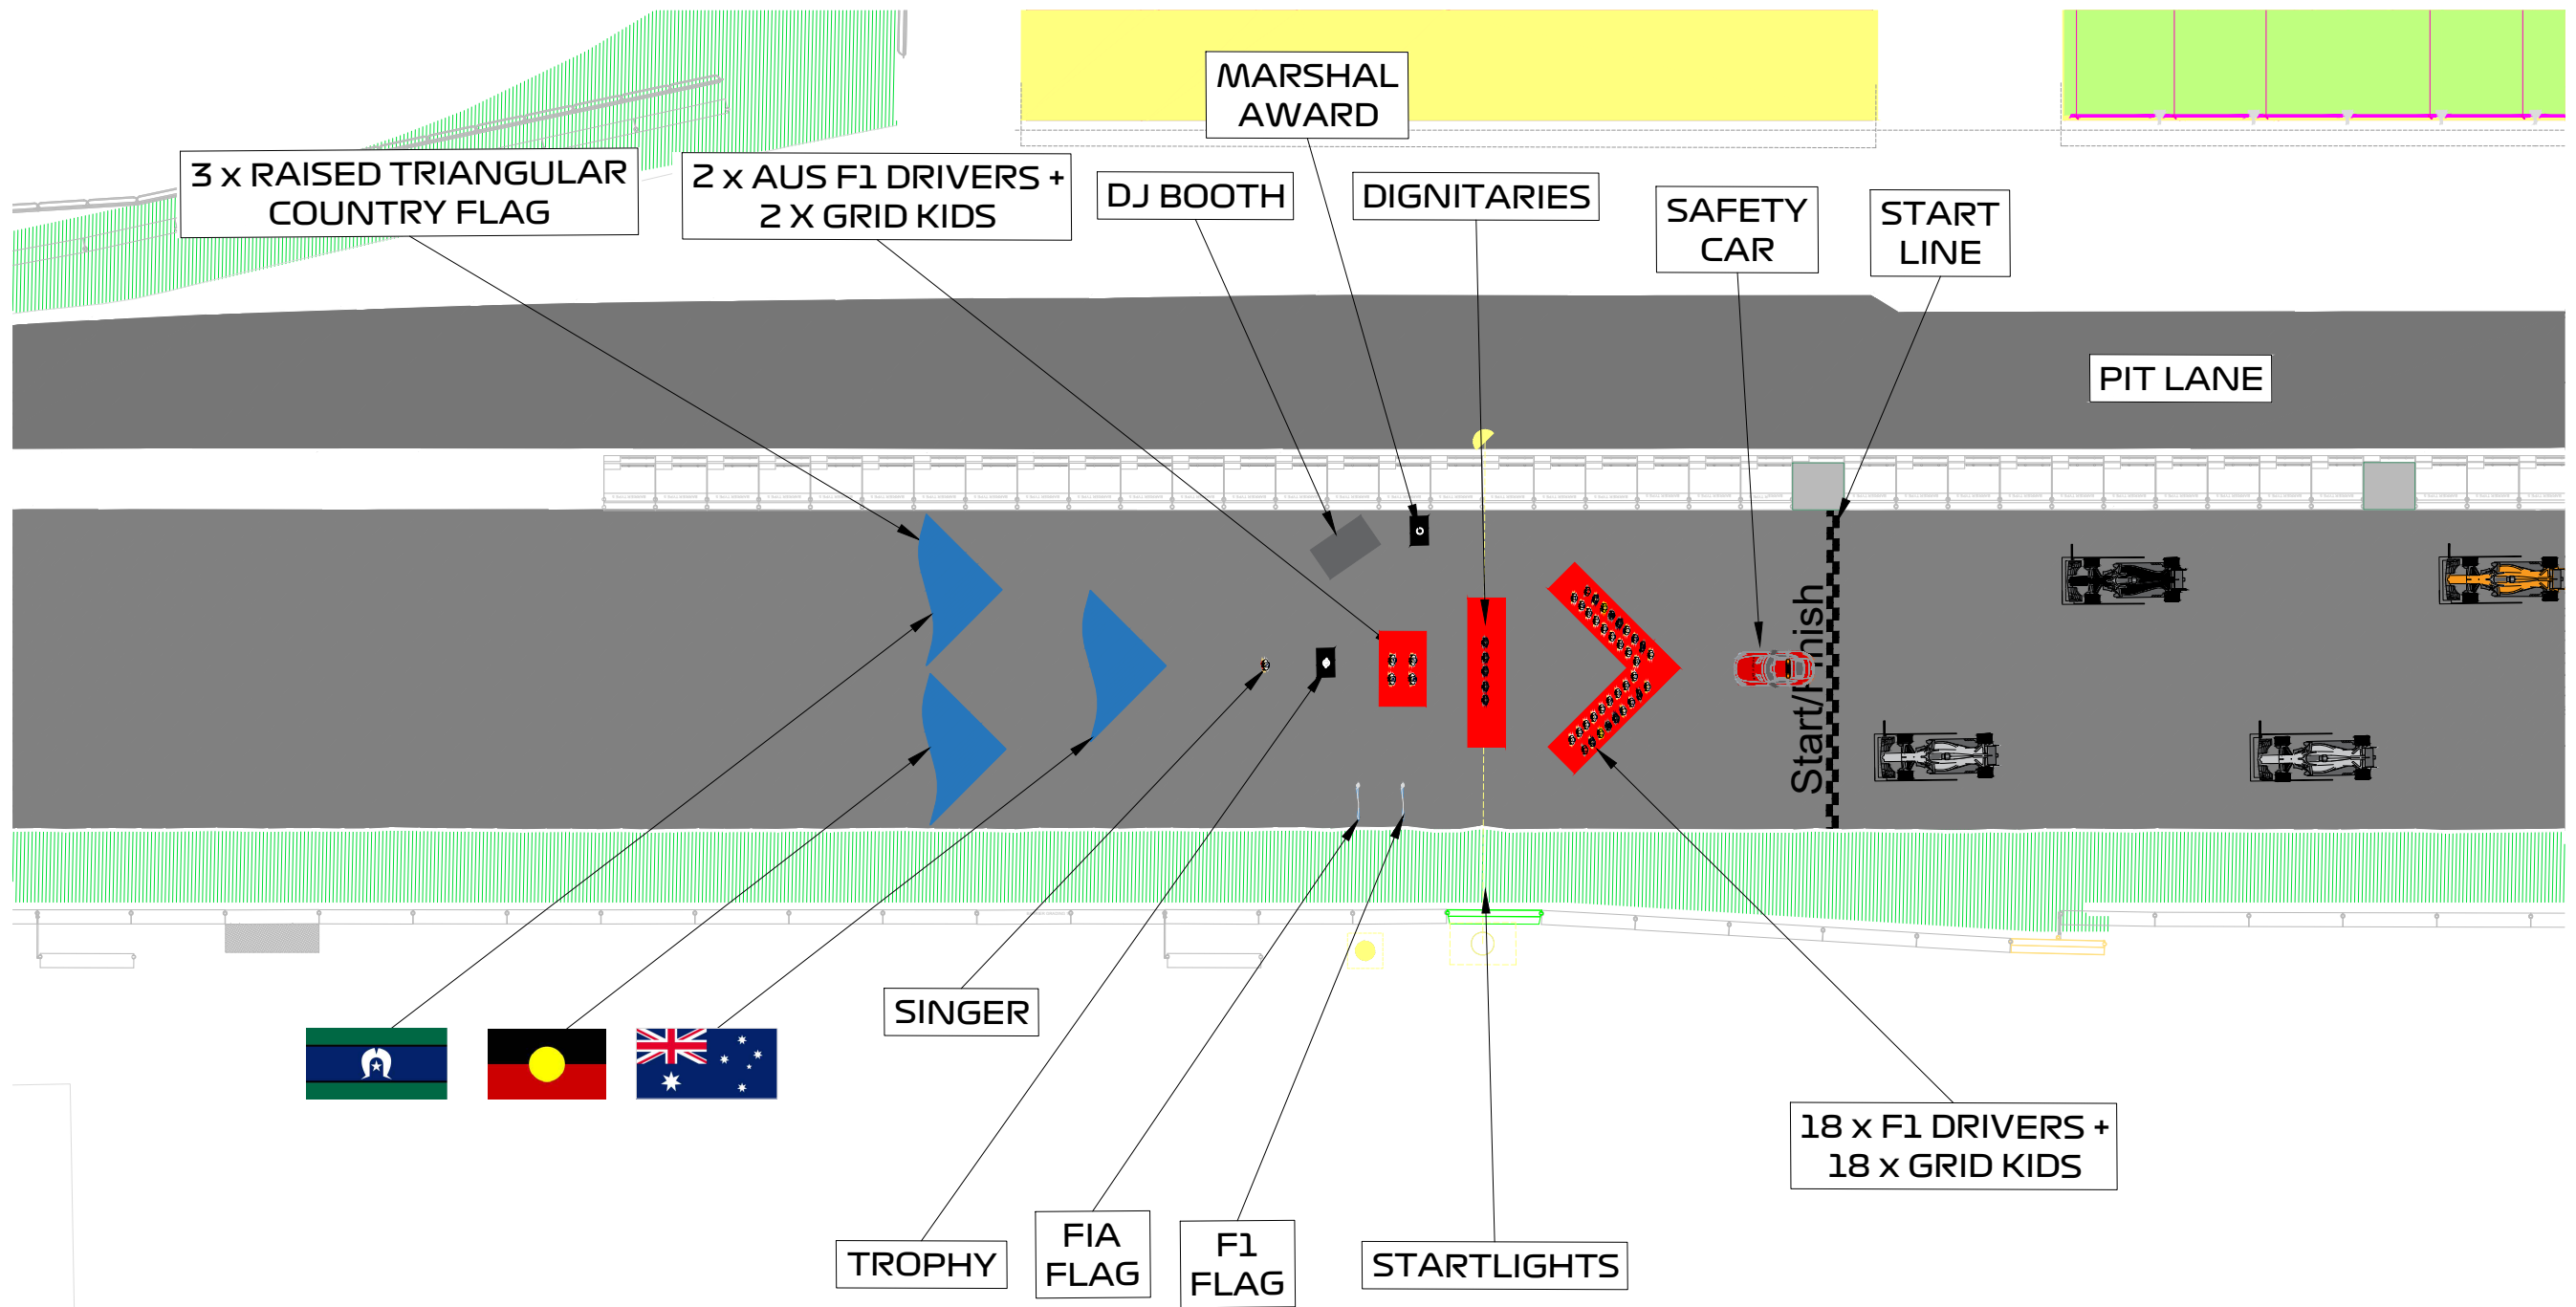 MARSHAL
AWARD
3 x RAISED TRIANGULAR
COUNTRY FLAG
2 x AUS F1 DRIVERS +
2 X GRID KIDS
DJ BOOTH
DIGNITARIES
SAFETY
CAR
START
LINE
PIT LANE
Start/Finish
SINGER
18 x F1 DRIVERS +
18 x GRID KIDS
TROPHY
FIA
FLAG
F1
FLAG
STARTLIGHTS